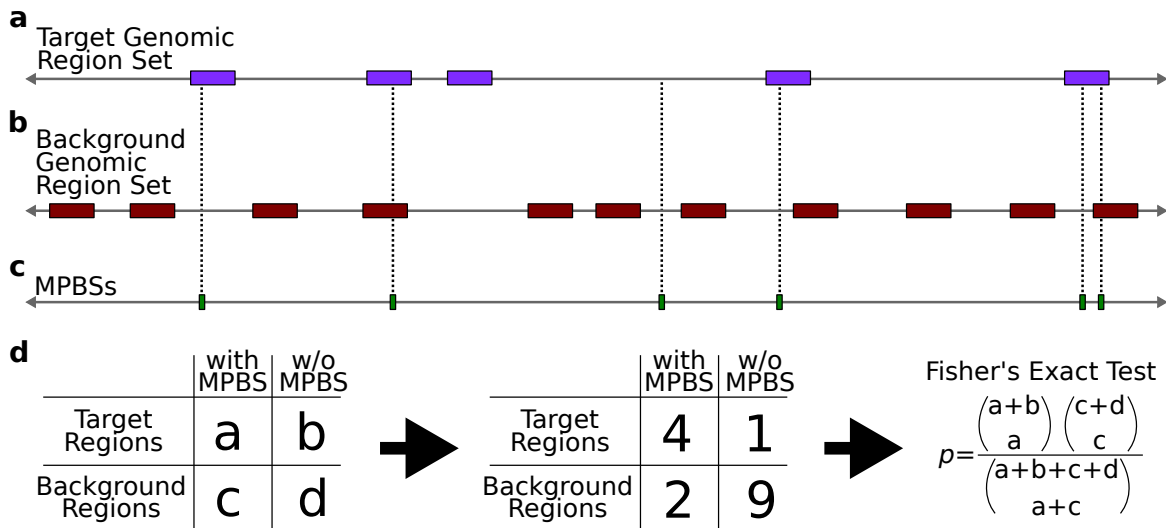 a
Target Genomic
Region Set
b
Background
Genomic
Region Set
c
MPBSs
d
with MPBS
w/o MPBS
Target Regions
a b
Background Regions
c d
with MPBS
w/o MPBS
Target Regions
4 1
Background Regions
2 9
Fisher's Exact Test
p=
(a+b) (c+d)
a c
(a+b+c+d)
a+c